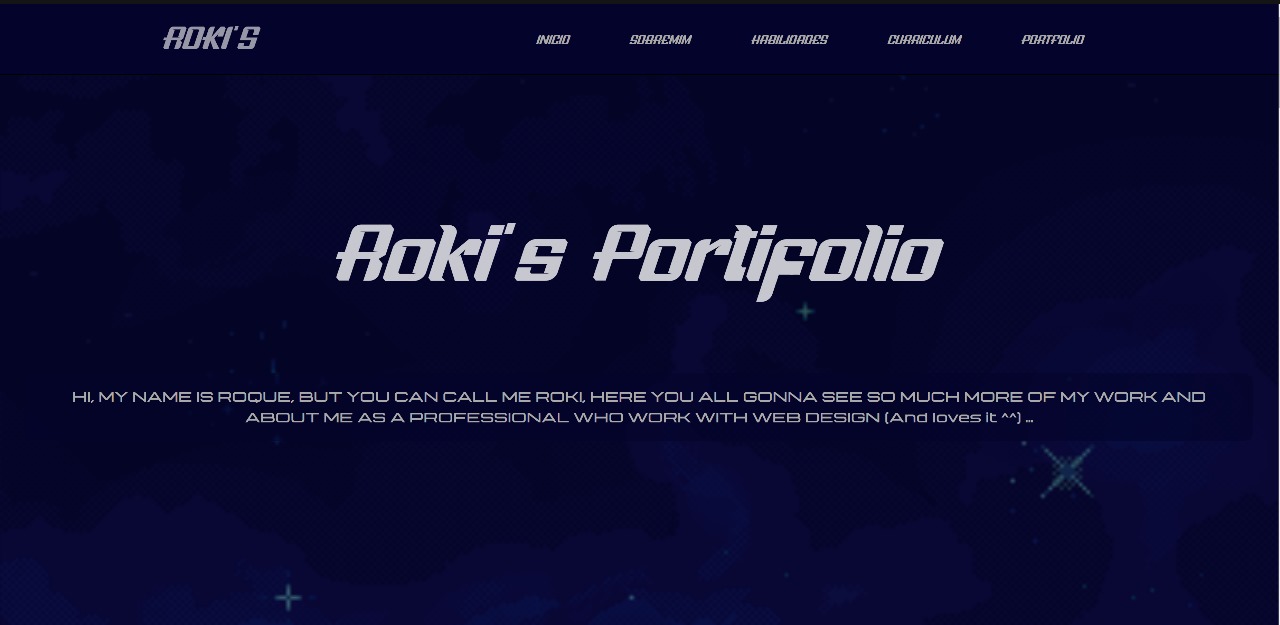 ROKI'S
INICIO
SOBREMIM
HABILIDADES
CURRICULUM
PORTFOLIO
Roki's Portifolio
HI, MY NAME IS ROQUE, BUT YOU CAN CALL ME ROKI, HERE YOU ALL GONNA SEE SO MUCH MORE OF MY WORK AND
ABOUT ME AS A PROFESSIONAL WHO WORK WITH WEB DESIGN (And loves it ^^) ...